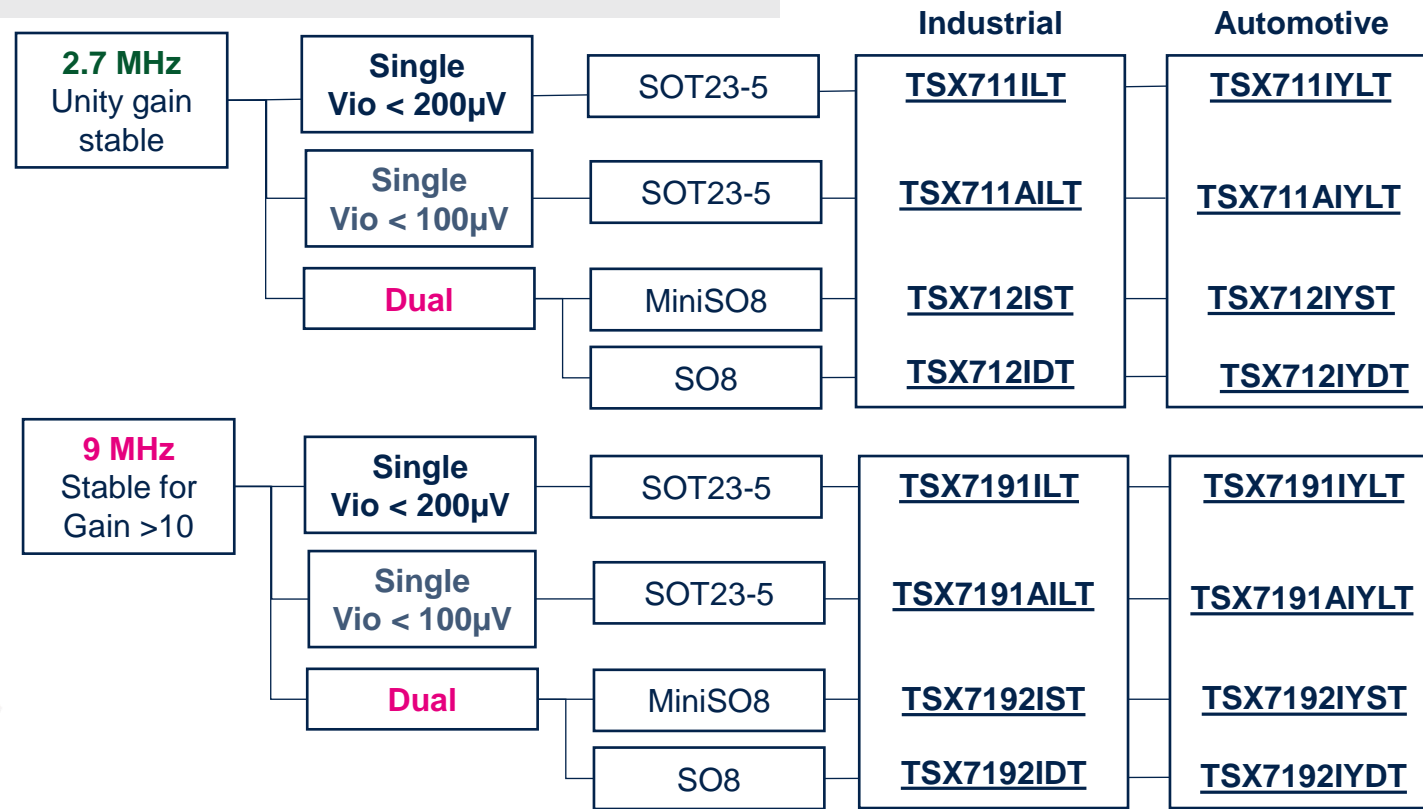 Industrial
Automotive
2.7 MHz
Unity gain
stable
Single
Vio < 200µV
SOT23-5
TSX711ILT
TSX711IYLT
Single
Vio < 100µV
SOT23-5
TSX711AILT
TSX711AIYLT
Dual
MiniSO8
TSX712IST
TSX712IYST
SO8
TSX712IDT
TSX712IYDT
9 MHz
Stable for
Gain >10
Single
Vio < 200µV
SOT23-5
TSX7191ILT
TSX7191IYLT
Single
Vio < 100µV
SOT23-5
TSX7191AILT
TSX7191AIYLT
Dual
MiniSO8
TSX7192IST
TSX7192IYST
SO8
TSX7192IDT
TSX7192IYDT